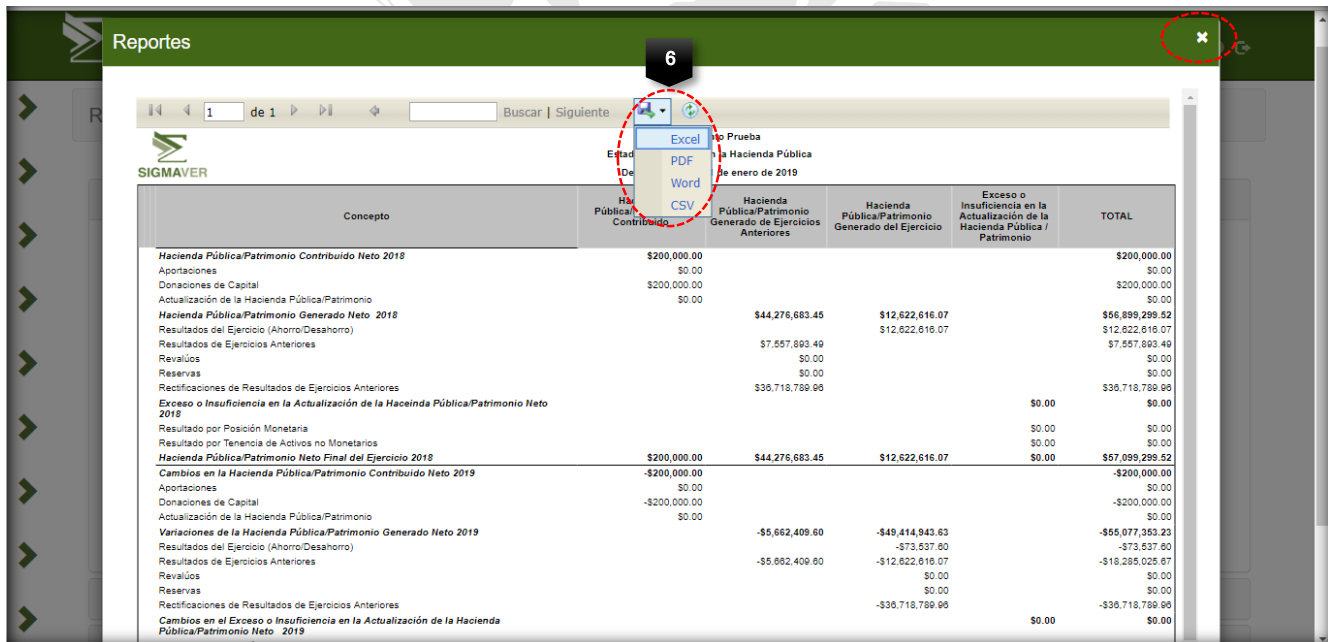 Reportes
6
1 de 1 Buscar | Siguiente
Excel
PDF
Word
CSV
SIGMAVER
Prueba
la Hacienda Pública
de enero de 2019
Concepto
Pública/
Contribuido
Hacienda
Pública/Patrimonio
Generado de Ejercicios
Anteriores
Hacienda
Pública/Patrimonio
Generado del Ejercicio
Exceso o
Insuficiencia en la
Actualización de la
Hacienda Pública /
Patrimonio
TOTAL
Hacienda Pública/Patrimonio Contribuido Neto 2018 $200,000.00 $200,000.00
Aportaciones $0.00 $0.00
Donaciones de Capital $200,000.00 $200,000.00
Actualización de la Hacienda Pública/Patrimonio $0.00 $0.00
Hacienda Pública/Patrimonio Generado Neto 2018 $44,276,683.45 $12,622,616.07 $56,899,299.52
Resultados del Ejercicio (Ahorro/Desahorro) $12,622,616.07 $12,622,616.07
Resultados de Ejercicios Anteriores $7,557,893.49 $7,557,893.49
Revalúos $0.00 $0.00
Reservas $0.00 $0.00
Rectificaciones de Resultados de Ejercicios Anteriores $36,718,789.96 $36,718,789.96
Exceso o Insuficiencia en la Actualización de la Haceinda Pública/Patrimonio Neto $0.00 $0.00
2018
Resultado por Posición Monetaria $0.00 $0.00
Resultado por Tenencia de Activos no Monetarios $0.00 $0.00
Hacienda Pública/Patrimonio Neto Final del Ejercicio 2018 $200,000.00 $44,276,683.45 $12,622,616.07 $0.00 $57,099,299.52
Cambios en la Hacienda Pública/Patrimonio Contribuido Neto 2019 -$200,000.00 -$200,000.00
Aportaciones $0.00 $0.00
Donaciones de Capital -$200,000.00 -$200,000.00
Actualización de la Hacienda Pública/Patrimonio $0.00 $0.00
Variaciones de la Hacienda Pública/Patrimonio Generado Neto 2019 -$5,662,409.60 -$49,414,943.63 -$55,077,353.23
Resultados del Ejercicio (Ahorro/Desahorro) -$73,537.60 -$73,537.60
Resultados de Ejercicios Anteriores -$5,662,409.60 -$12,622,616.07 -$18,285,025.67
Revalúos $0.00 $0.00
Reservas $0.00 $0.00
Rectificaciones de Resultados de Ejercicios Anteriores -$36,718,789.96 -$36,718,789.96
Cambios en el Exceso o Insuficiencia en la Actualización de la Hacienda $0.00 $0.00
Pública/Patrimonio Neto 2019